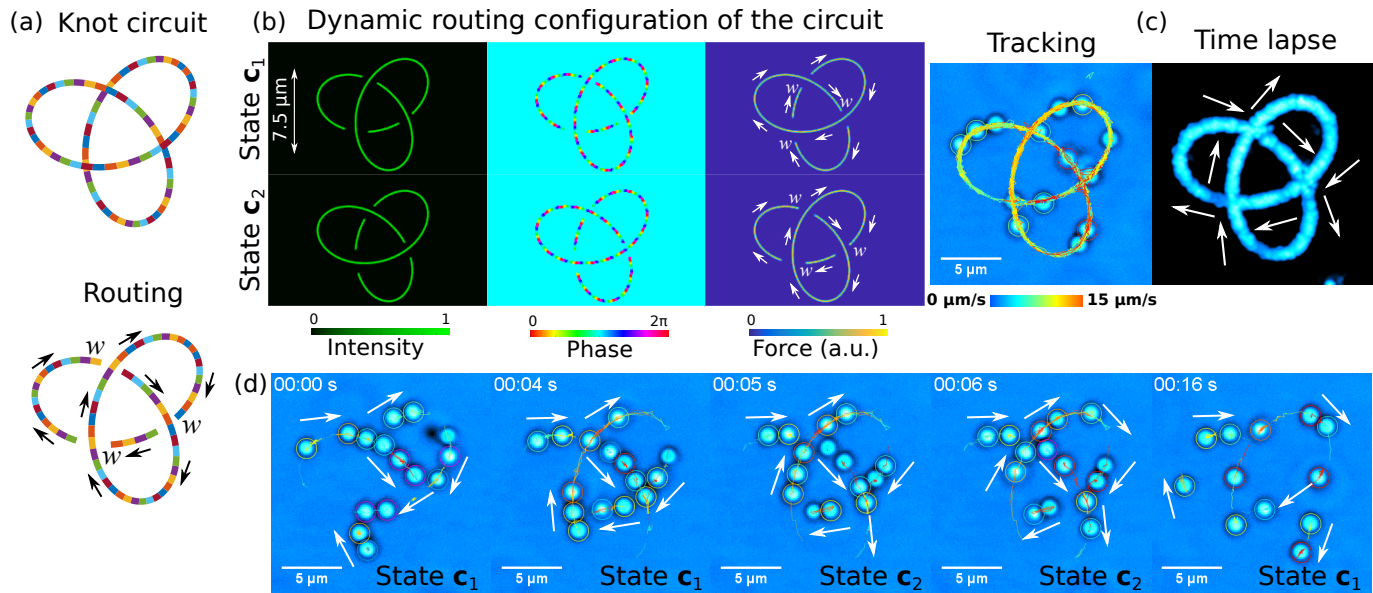 (a) Knot circuit
Routing
w
w
w
(b) Dynamic routing configuration of the circuit
State c₁
State c₂
7.5 µm
w
w
w
w
w
w
0 1
Intensity
0 2π
Phase
0 1
Force (a.u.)
Tracking
5 µm
0 µm/s 15 µm/s
(c)
Time lapse
(d)
00:00 s
5 µm
State c₁
00:04 s
5 µm
State c₁
00:05 s
5 µm
State c₂
00:06 s
5 µm
State c₂
00:16 s
5 µm
State c₁